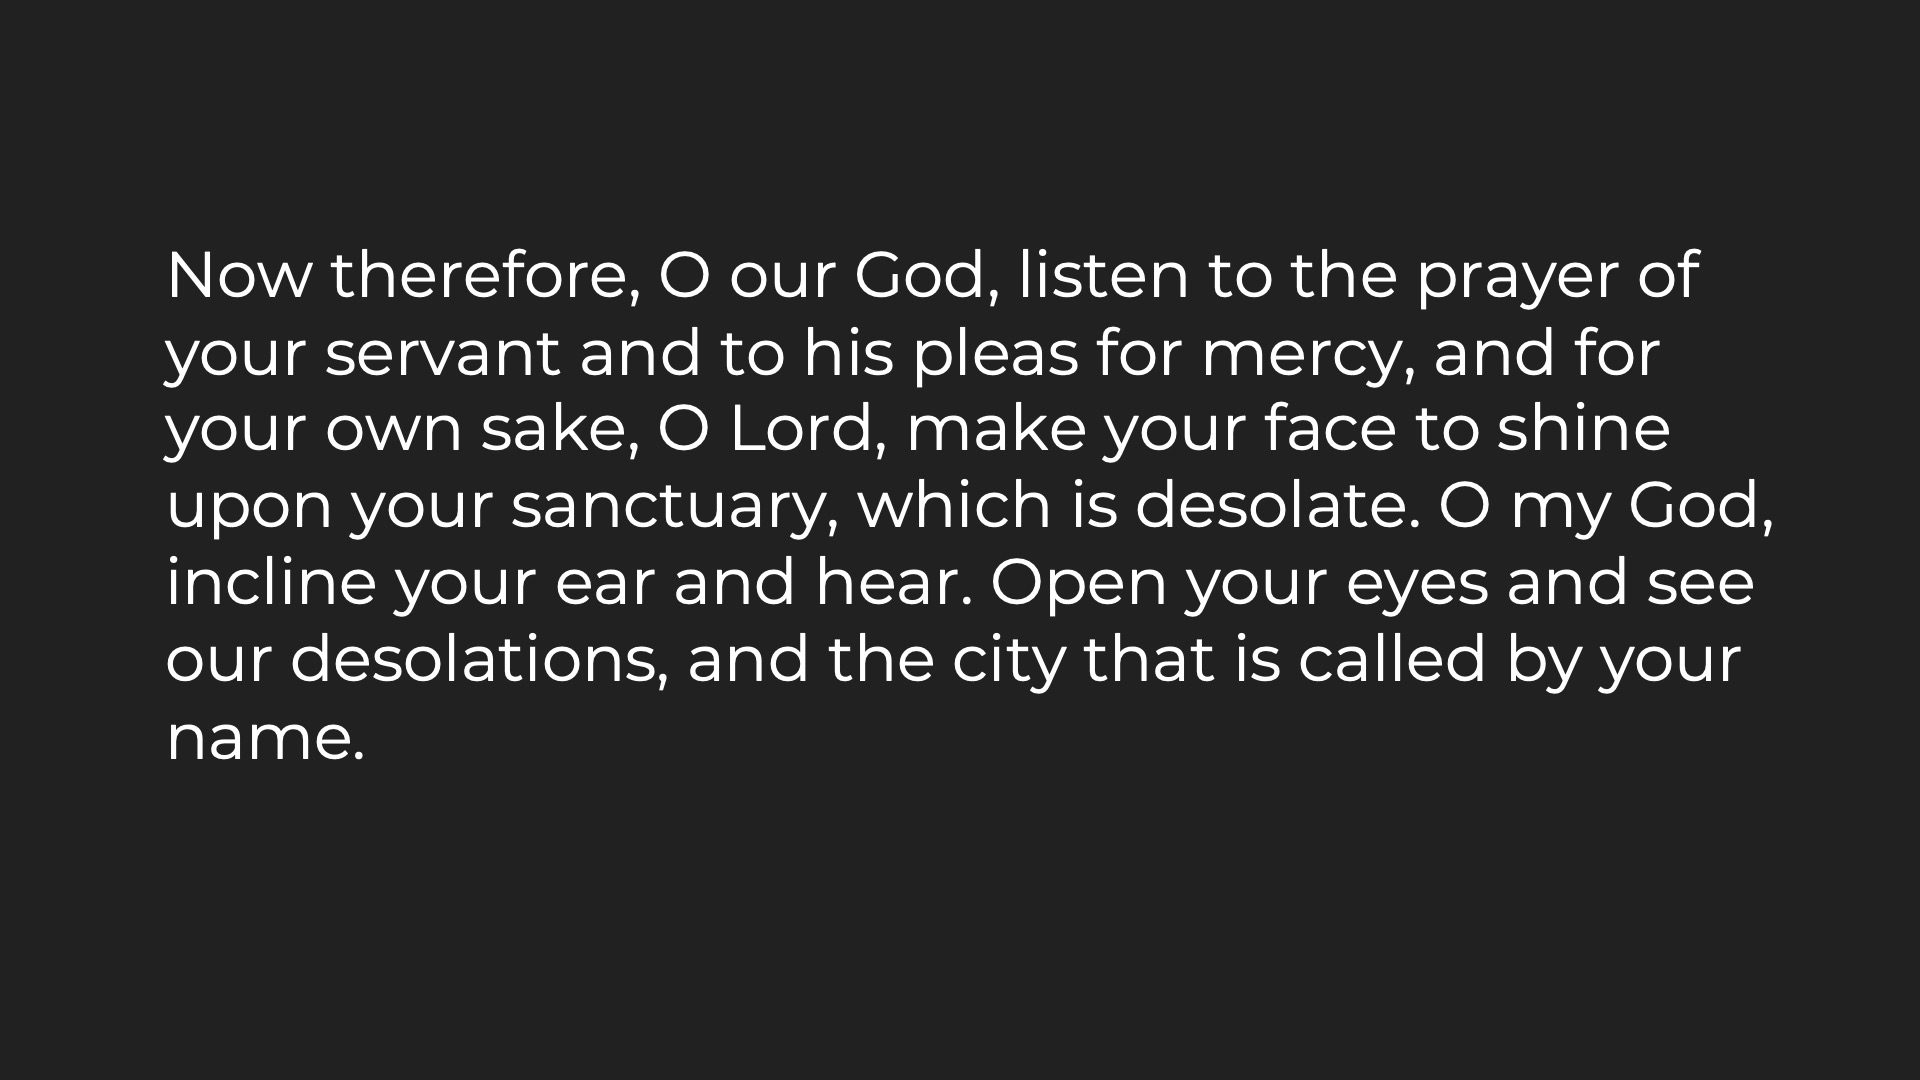 Now therefore, O our God, listen to the prayer of
your servant and to his pleas for mercy, and for
your own sake, O Lord, make your face to shine
upon your sanctuary, which is desolate. O my God,
incline your ear and hear. Open your eyes and see
our desolations, and the city that is called by your
name.